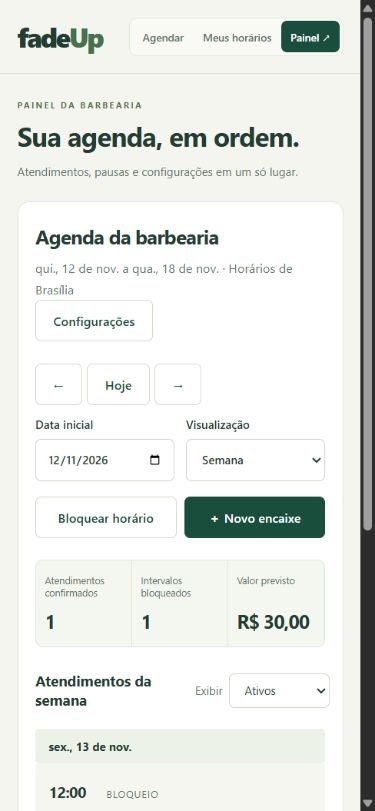 fadeUp
Agendar
Meus horários
Painel ↗
PAINEL DA BARBEARIA
Sua agenda, em ordem.
Atendimentos, pausas e configurações em um só lugar.
Agenda da barbearia
qui., 12 de nov. a qua., 18 de nov. · Horários de
Brasília
Configurações
←
Hoje
→
Data inicial
Visualização
12/11/2026
Semana
Bloquear horário
+ Novo encaixe
Atendimentos
confirmados
1
Intervalos
bloqueados
1
Valor previsto
R$ 30,00
Atendimentos da
semana
Exibir
Ativos
sex., 13 de nov.
12:00 BLOQUEIO